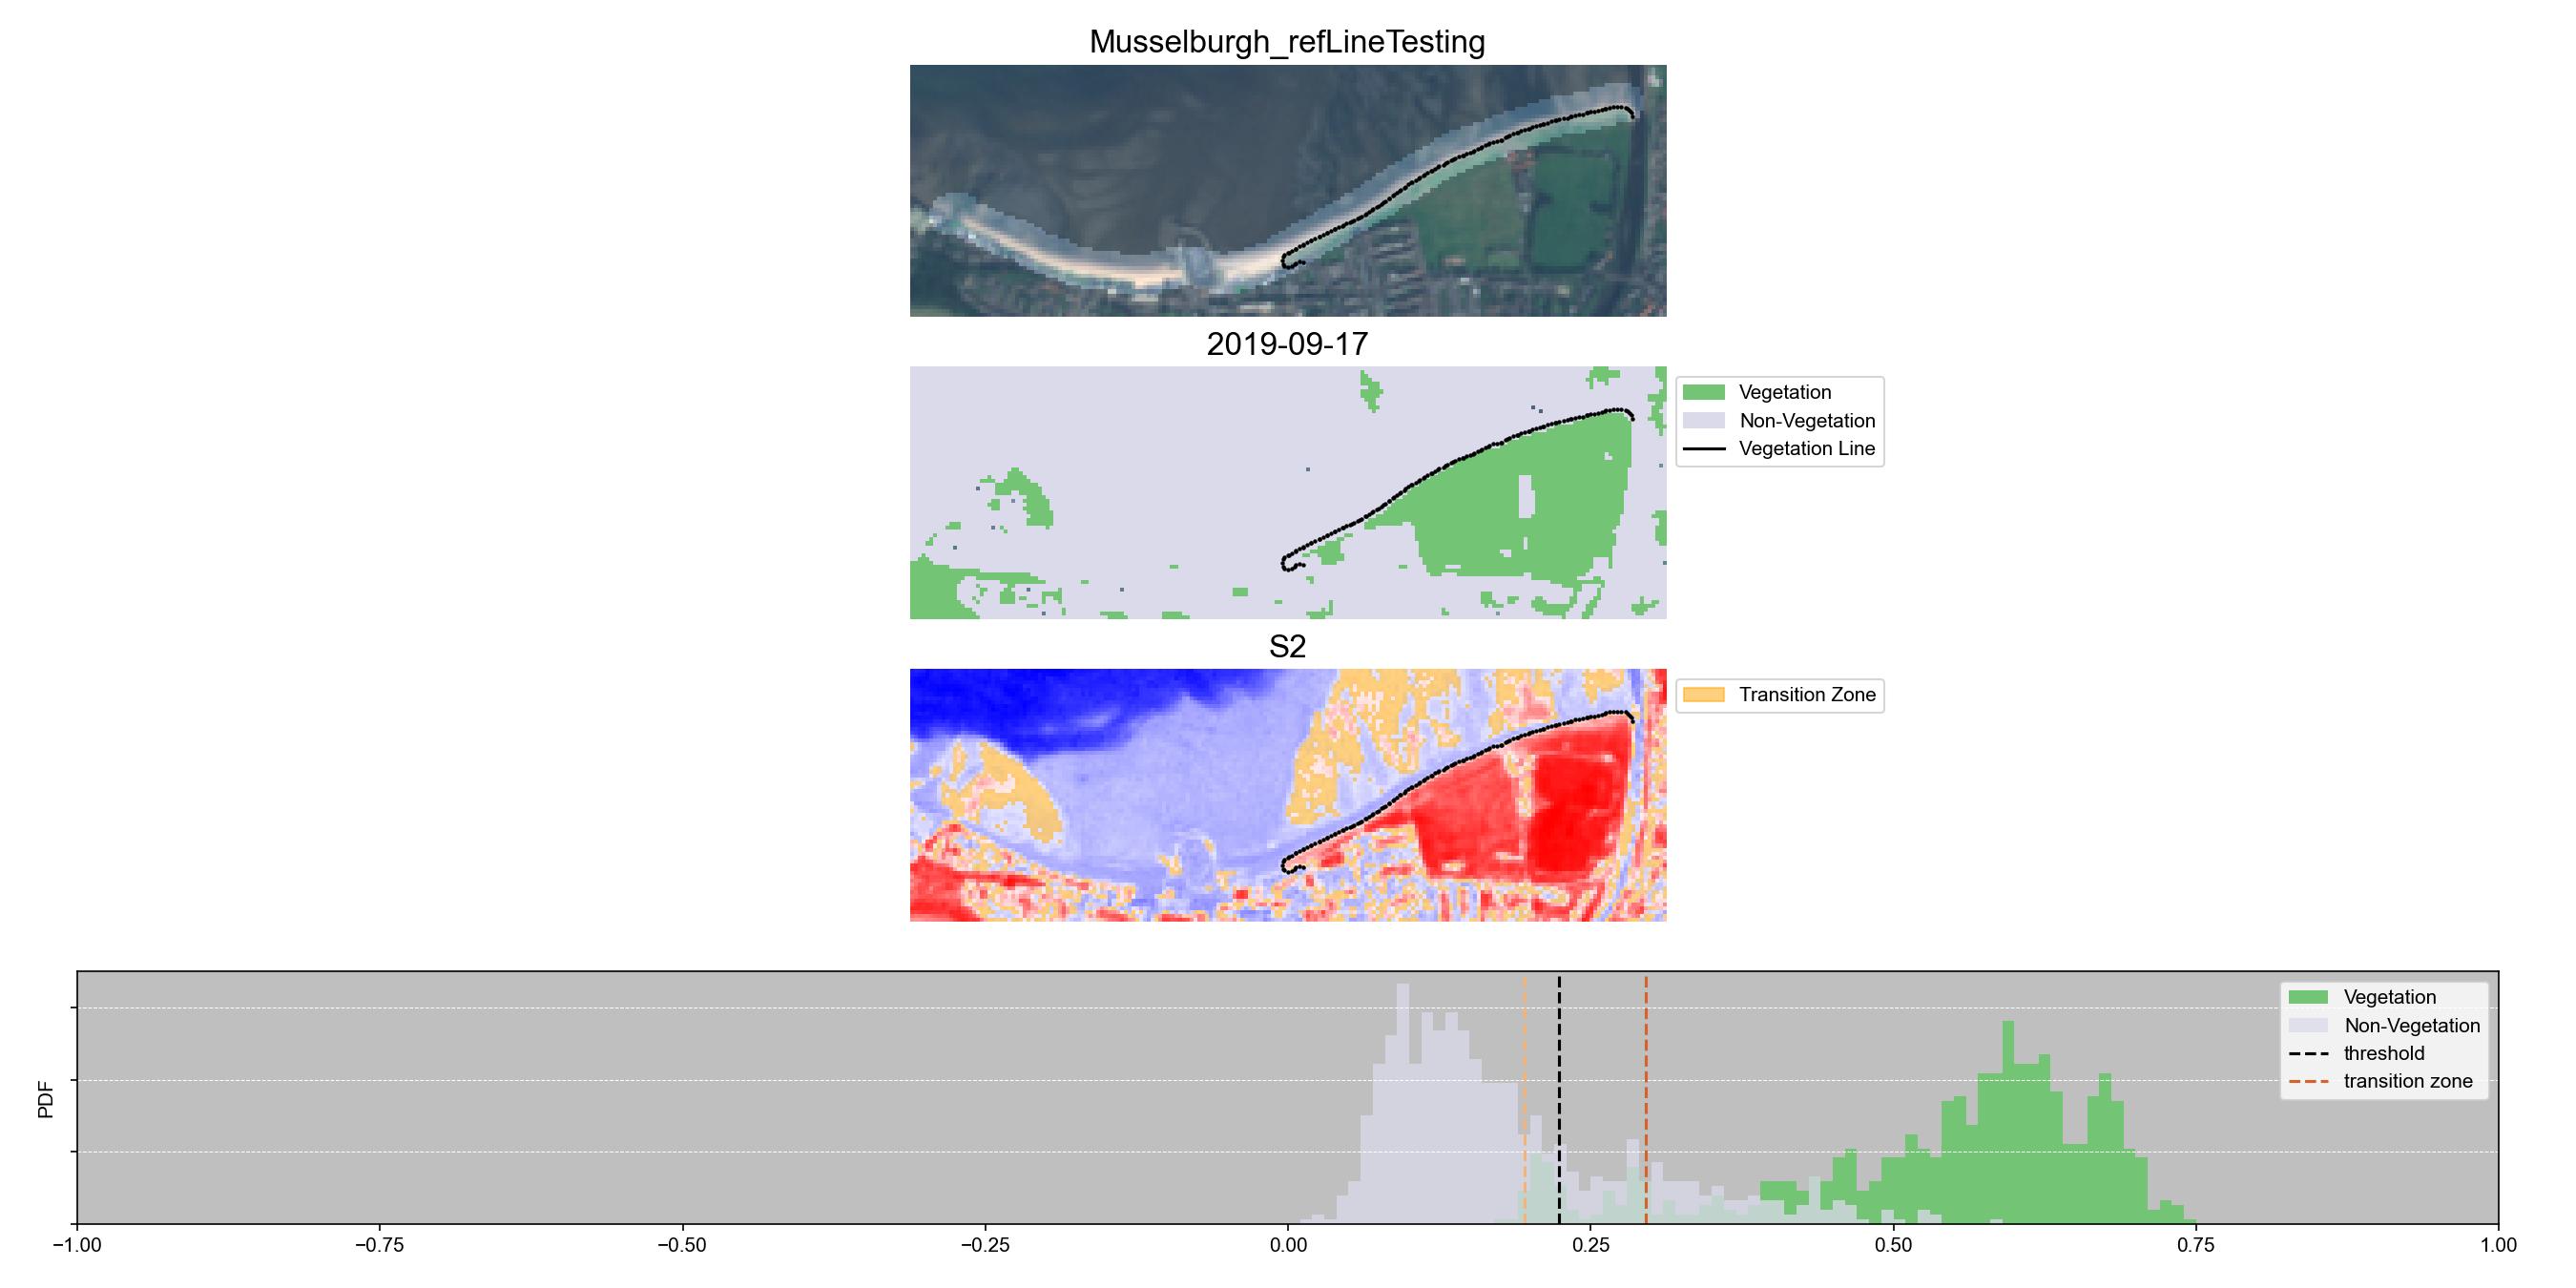 Musselburgh_refLineTesting
2019-09-17
Vegetation
Non-Vegetation
Vegetation Line
S2
Transition Zone
PDF
Vegetation
Non-Vegetation
threshold
transition zone
−1.00 −0.75 −0.50 −0.25 0.00 0.25 0.50 0.75 1.00